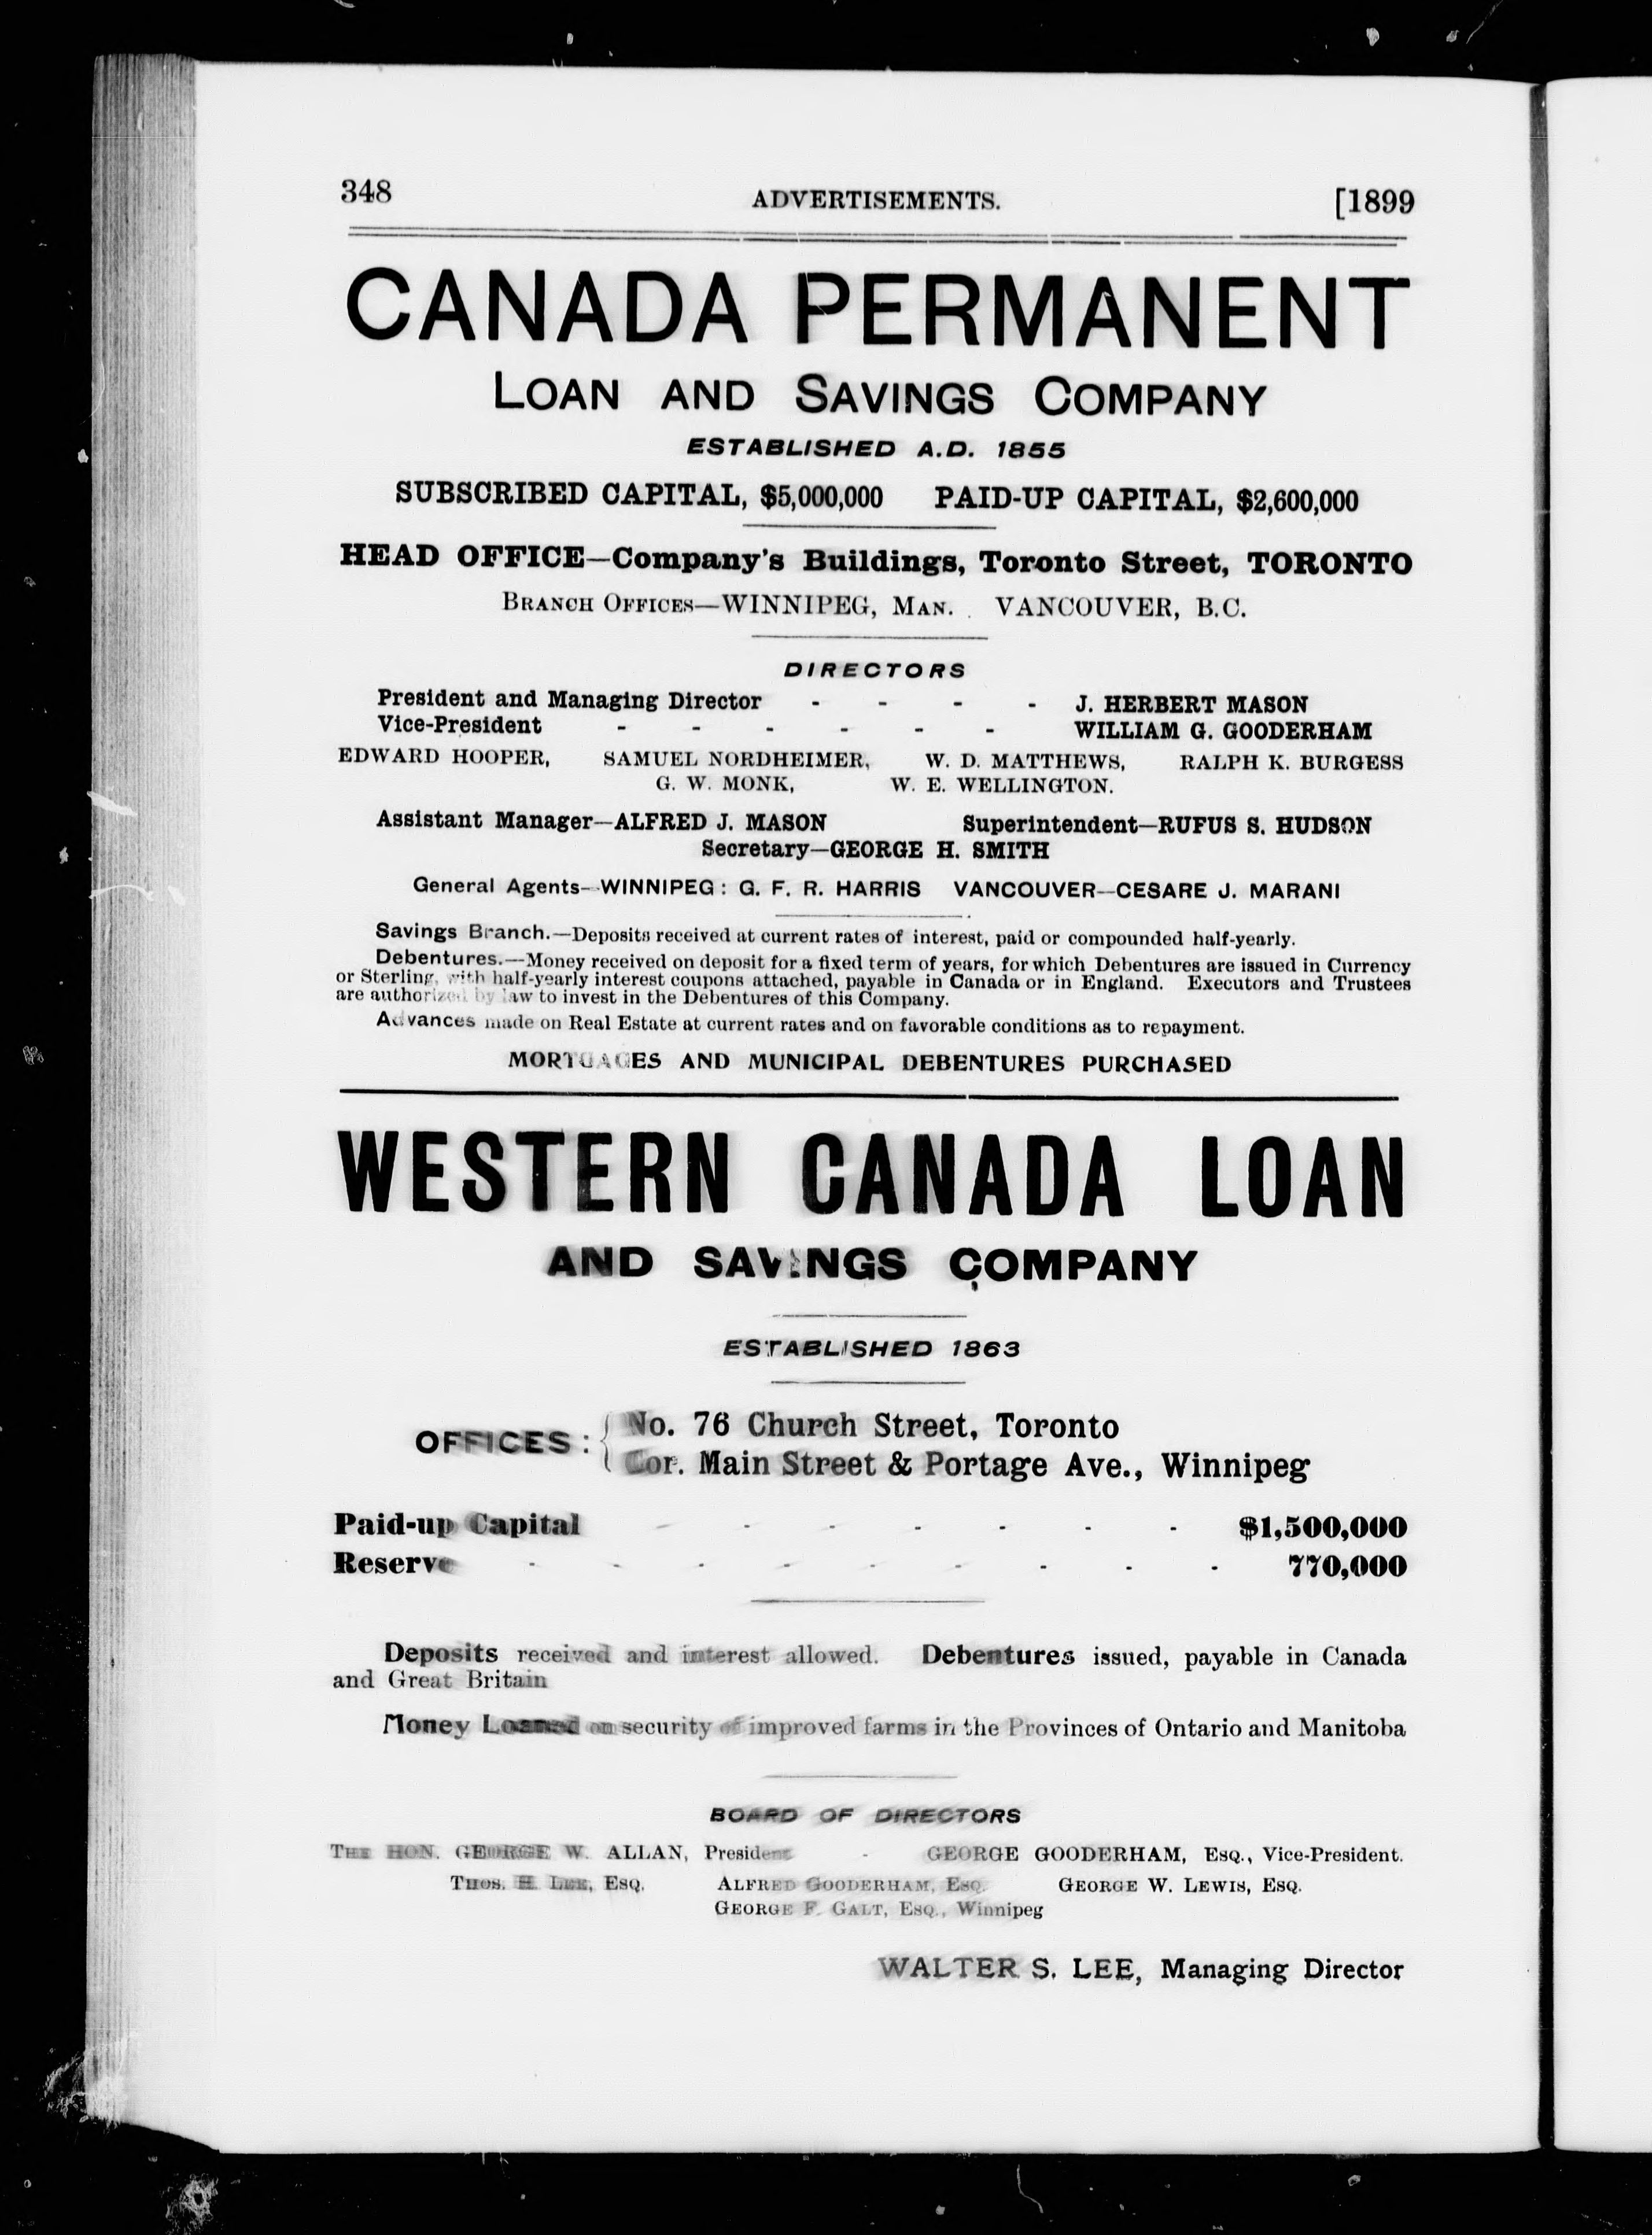 348 ADVERTISEMENTS. [1899
CANADA PERMANENT
LOAN AND SAVINGS COMPANY
ESTABLISHED A.D. 1855
SUBSCRIBED CAPITAL, $5,000,000 PAID-UP CAPITAL, $2,600,000
HEAD OFFICE—Company's Buildings, Toronto Street, TORONTO
BRANCH OFFICES—WINNIPEG, MAN. VANCOUVER, B.C.
DIRECTORS
President and Managing Director - - - - J. HERBERT MASON
Vice-President - - - - - - WILLIAM G. GOODERHAM
EDWARD HOOPER, SAMUEL NORDHEIMER, W. D. MATTHEWS, RALPH K. BURGESS
G. W. MONK, W. E. WELLINGTON.
Assistant Manager—ALFRED J. MASON Superintendent—RUFUS S. HUDSON
Secretary—GEORGE H. SMITH
General Agents—WINNIPEG: G. F. R. HARRIS VANCOUVER—CESARE J. MARANI
Savings Branch.—Deposits received at current rates of interest, paid or compounded half-yearly.
Debentures.—Money received on deposit for a fixed term of years, for which Debentures are issued in Currency
or Sterling, with half-yearly interest coupons attached, payable in Canada or in England. Executors and Trustees
are authorized by law to invest in the Debentures of this Company.
Advances made on Real Estate at current rates and on favorable conditions as to repayment.
MORTGAGES AND MUNICIPAL DEBENTURES PURCHASED
WESTERN CANADA LOAN
AND SAVINGS COMPANY
ESTABLISHED 1863
OFFICES: No. 76 Church Street, Toronto
Cor. Main Street & Portage Ave., Winnipeg
Paid-up Capital - - - - - - - $1,500,000
Reserve - - - - - - - - - 770,000
Deposits received and interest allowed. Debentures issued, payable in Canada
and Great Britain
Money Loaned on security of improved farms in the Provinces of Ontario and Manitoba
BOARD OF DIRECTORS
THE HON. GEORGE W. ALLAN, President - GEORGE GOODERHAM, ESQ., Vice-President.
THOS. H. LEE, ESQ. ALFRED GOODERHAM, ESQ. GEORGE W. LEWIS, ESQ.
GEORGE F. GALT, ESQ., Winnipeg
WALTER S. LEE, Managing Director